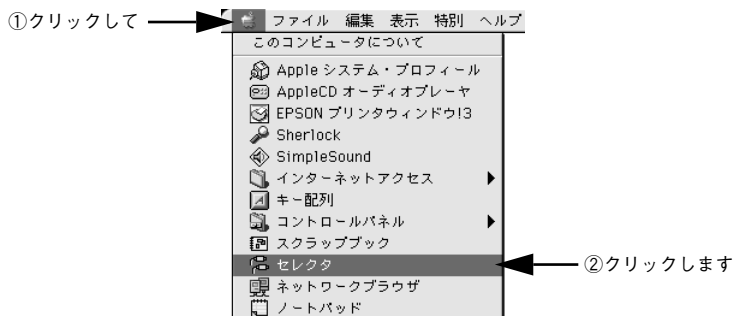 ①クリックして
ファイル 編集 表示 特別 ヘルプ
このコンピュータについて
Apple システム・プロフィール
AppleCD オーディオプレーヤ
EPSON プリンタウィンドウ!3
Sherlock
SimpleSound
インターネットアクセス
キー配列
コントロールパネル
スクラップブック
セレクタ
②クリックします
ネットワークブラウザ
ノートパッド